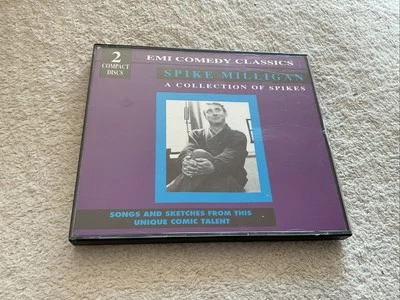 2
COMPACT
DISCS
EMI COMEDY CLASSICS
SPIKE MILLIGAN
A COLLECTION OF SPIKES
SONGS AND SKETCHES FROM THIS
UNIQUE COMIC TALENT